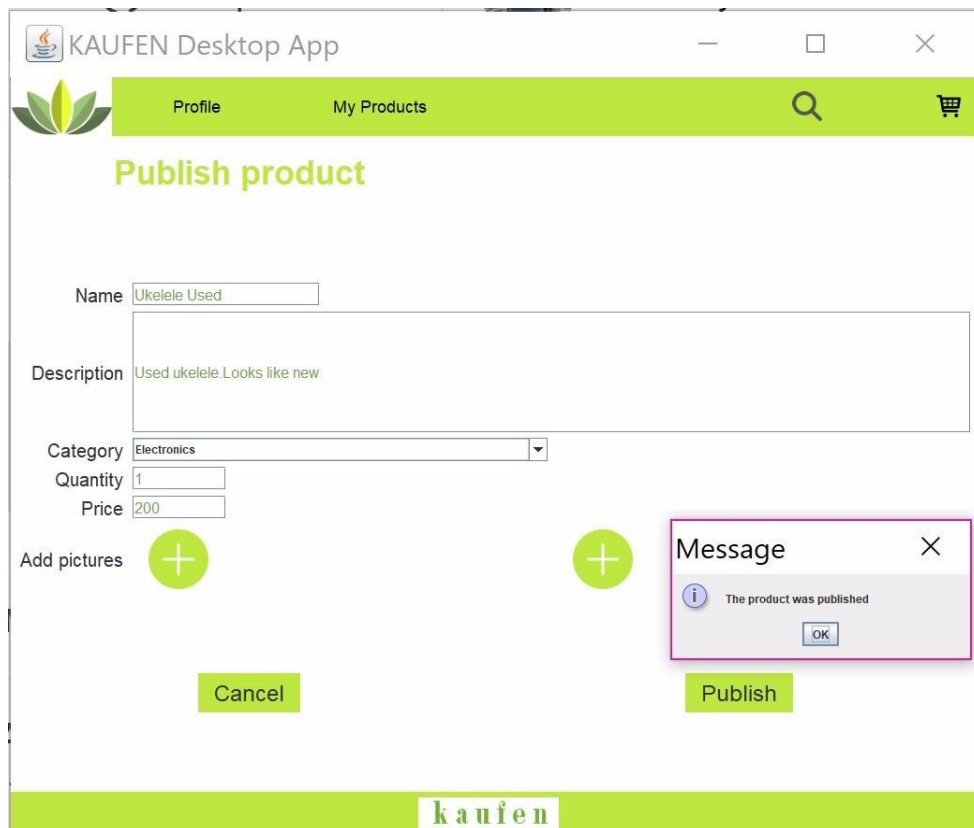 KAUFEN Desktop App
Profile My Products
Publish product
Name Ukelele Used
Description Used ukelele.Looks like new
Category Electronics
Quantity 1
Price 200
Add pictures
Message
The product was published
OK
Cancel Publish
kaufen